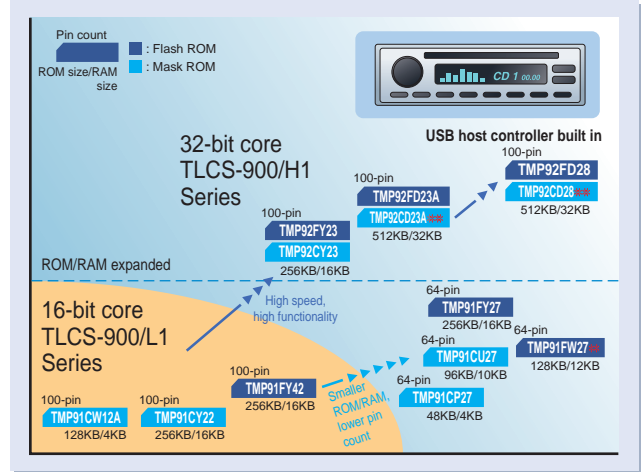 Pin count
: Flash ROM
ROM size/RAM size
: Mask ROM
CD 1 00.00
USB host controller built in
32-bit core
TLCS-900/H1
Series
100-pin
TMP92FD28
TMP92CD28**
512KB/32KB
100-pin
TMP92FD23A
TMP92CD23A**
512KB/32KB
100-pin
TMP92FY23
TMP92CY23
256KB/16KB
ROM/RAM expanded
High speed,
high functionality
16-bit core
TLCS-900/L1
Series
64-pin
TMP91FY27
256KB/16KB
64-pin
TMP91CU27
96KB/10KB
64-pin
TMP91FW27*
128KB/12KB
64-pin
TMP91CP27
48KB/4KB
100-pin
TMP91FY42
256KB/16KB
Smaller
ROM/RAM,
lower pin
count
100-pin
TMP91CW12A
128KB/4KB
100-pin
TMP91CY22
256KB/16KB